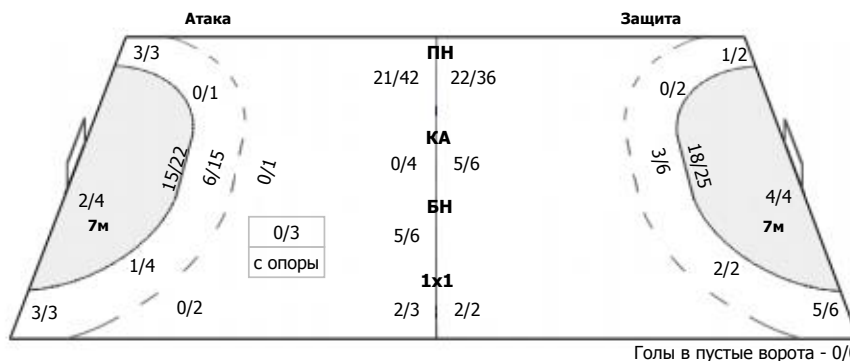 Атака Защита
3/3 ПН 1/2
21/42 22/36
0/1 0/2
КА
15/22 6/15 0/1 0/4 5/6 3/6 18/25
2/4 4/4
БН
7м 0/3 5/6 7м
1/4 с опоры 2/2
1x1
3/3 0/2 2/3 2/2 5/6
Голы в пустые ворота - 0/